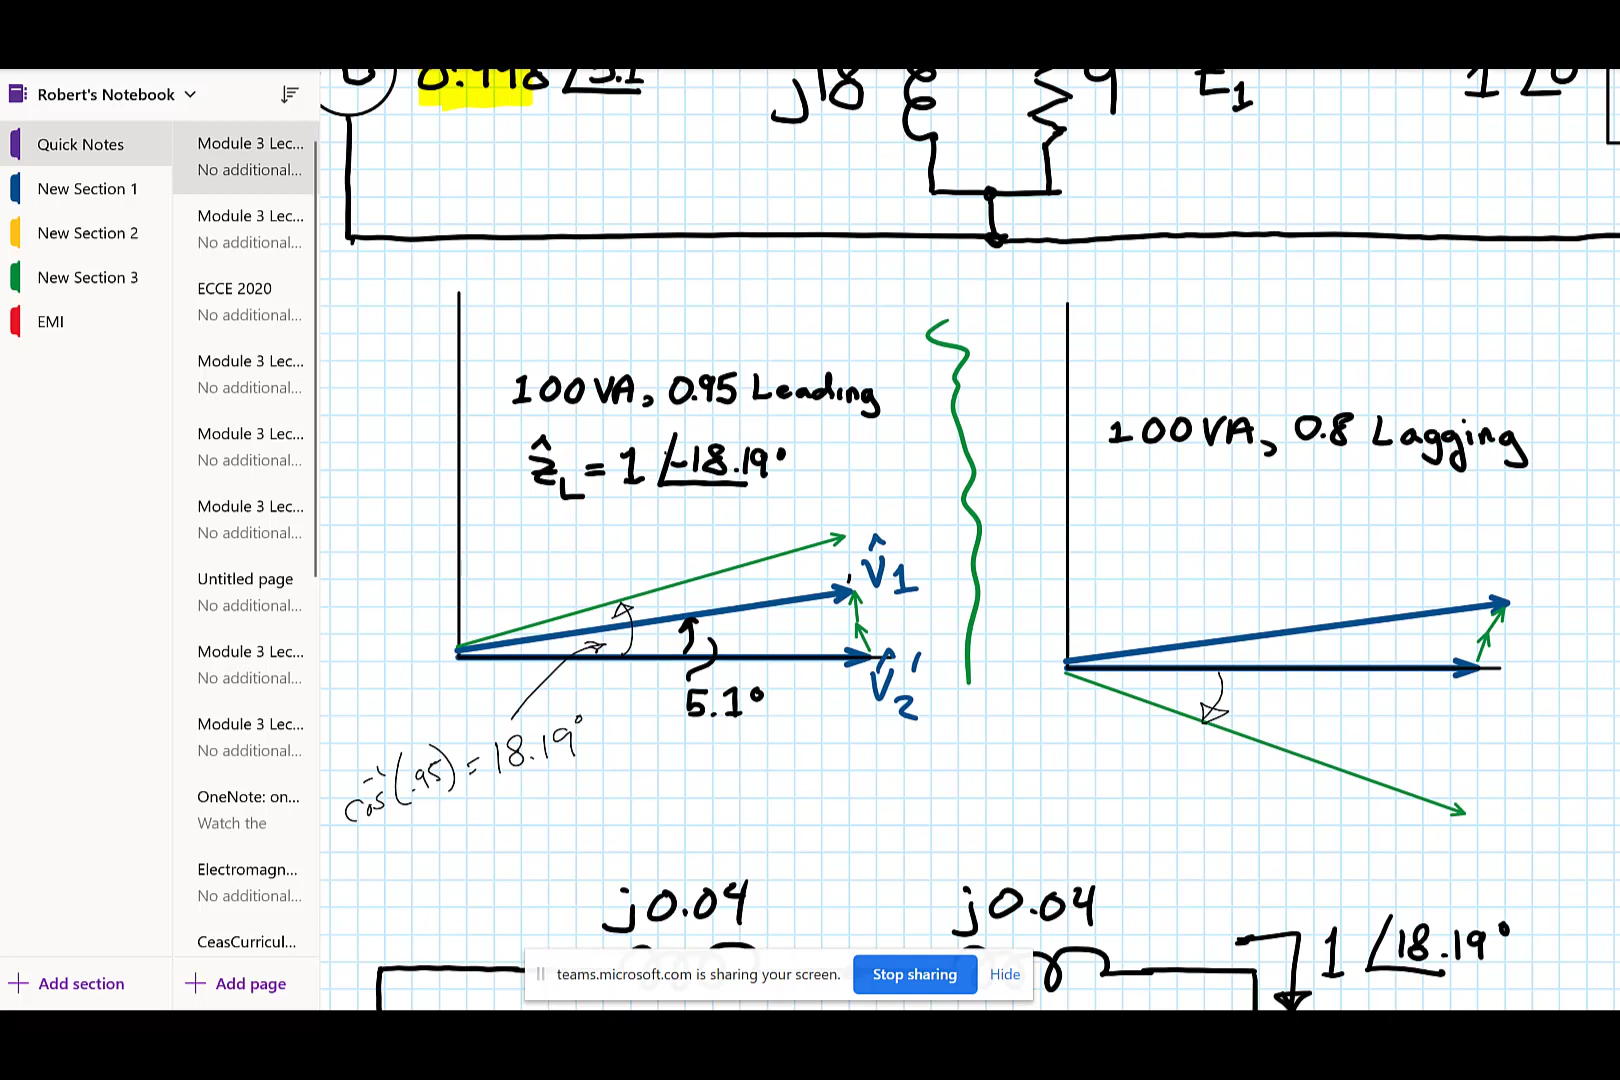 Robert's Notebook
Quick Notes
New Section 1
New Section 2
New Section 3
EMI
Add section
Module 3 Lec...
No additional...
Module 3 Lec...
No additional...
ECCE 2020
No additional...
Module 3 Lec...
No additional...
Module 3 Lec...
No additional...
Module 3 Lec...
No additional...
Untitled page
No additional...
Module 3 Lec...
No additional...
Module 3 Lec...
No additional...
OneNote: on...
Watch the
Electromagn...
No additional...
CeasCurricul...
Add page
0.998 ∠5.1
j18
9
E1
1 ∠0
100VA, 0.95 Leading
ẑL = 1 ∠-18.19°
V̂1
V̂2'
5.1°
cos⁻¹(.95) = 18.19°
100VA, 0.8 Lagging
j0.04
j0.04
1 ∠18.19°
teams.microsoft.com is sharing your screen.
Stop sharing
Hide